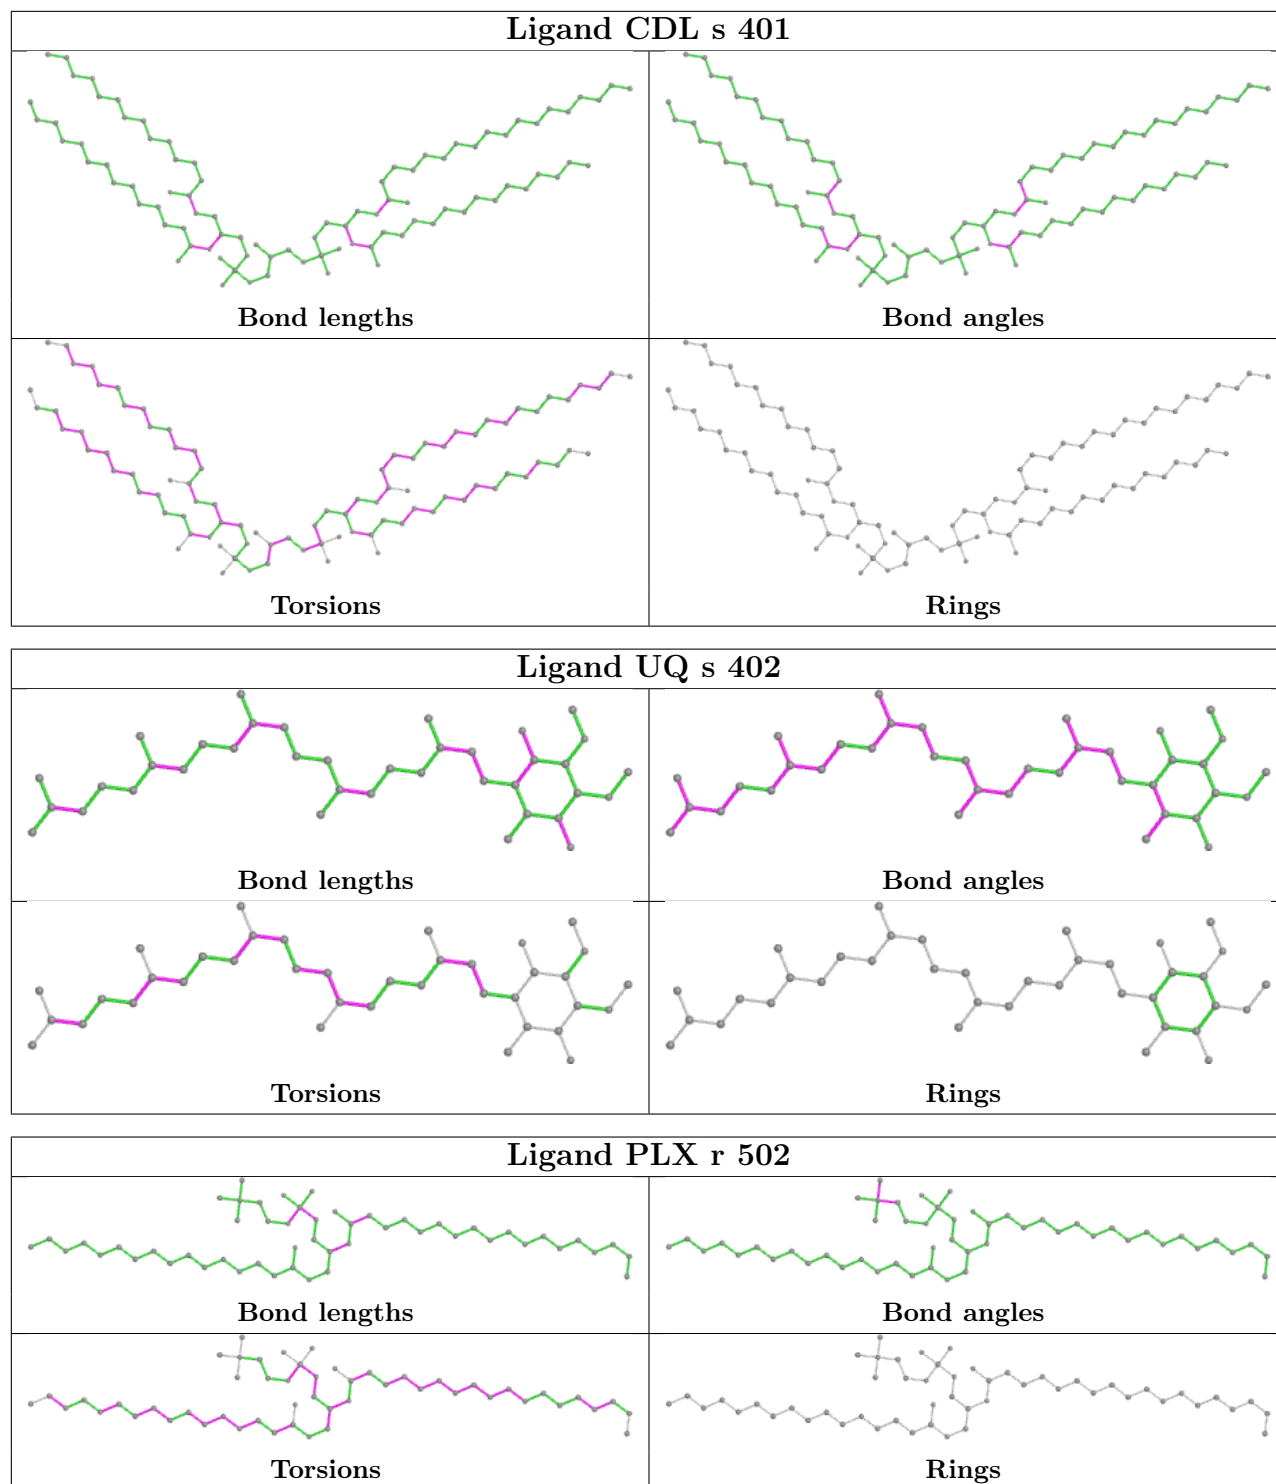 Ligand CDL s 401
Bond lengths
Bond angles
Torsions
Rings
Ligand UQ s 402
Bond lengths
Bond angles
Torsions
Rings
Ligand PLX r 502
Bond lengths
Bond angles
Torsions
Rings